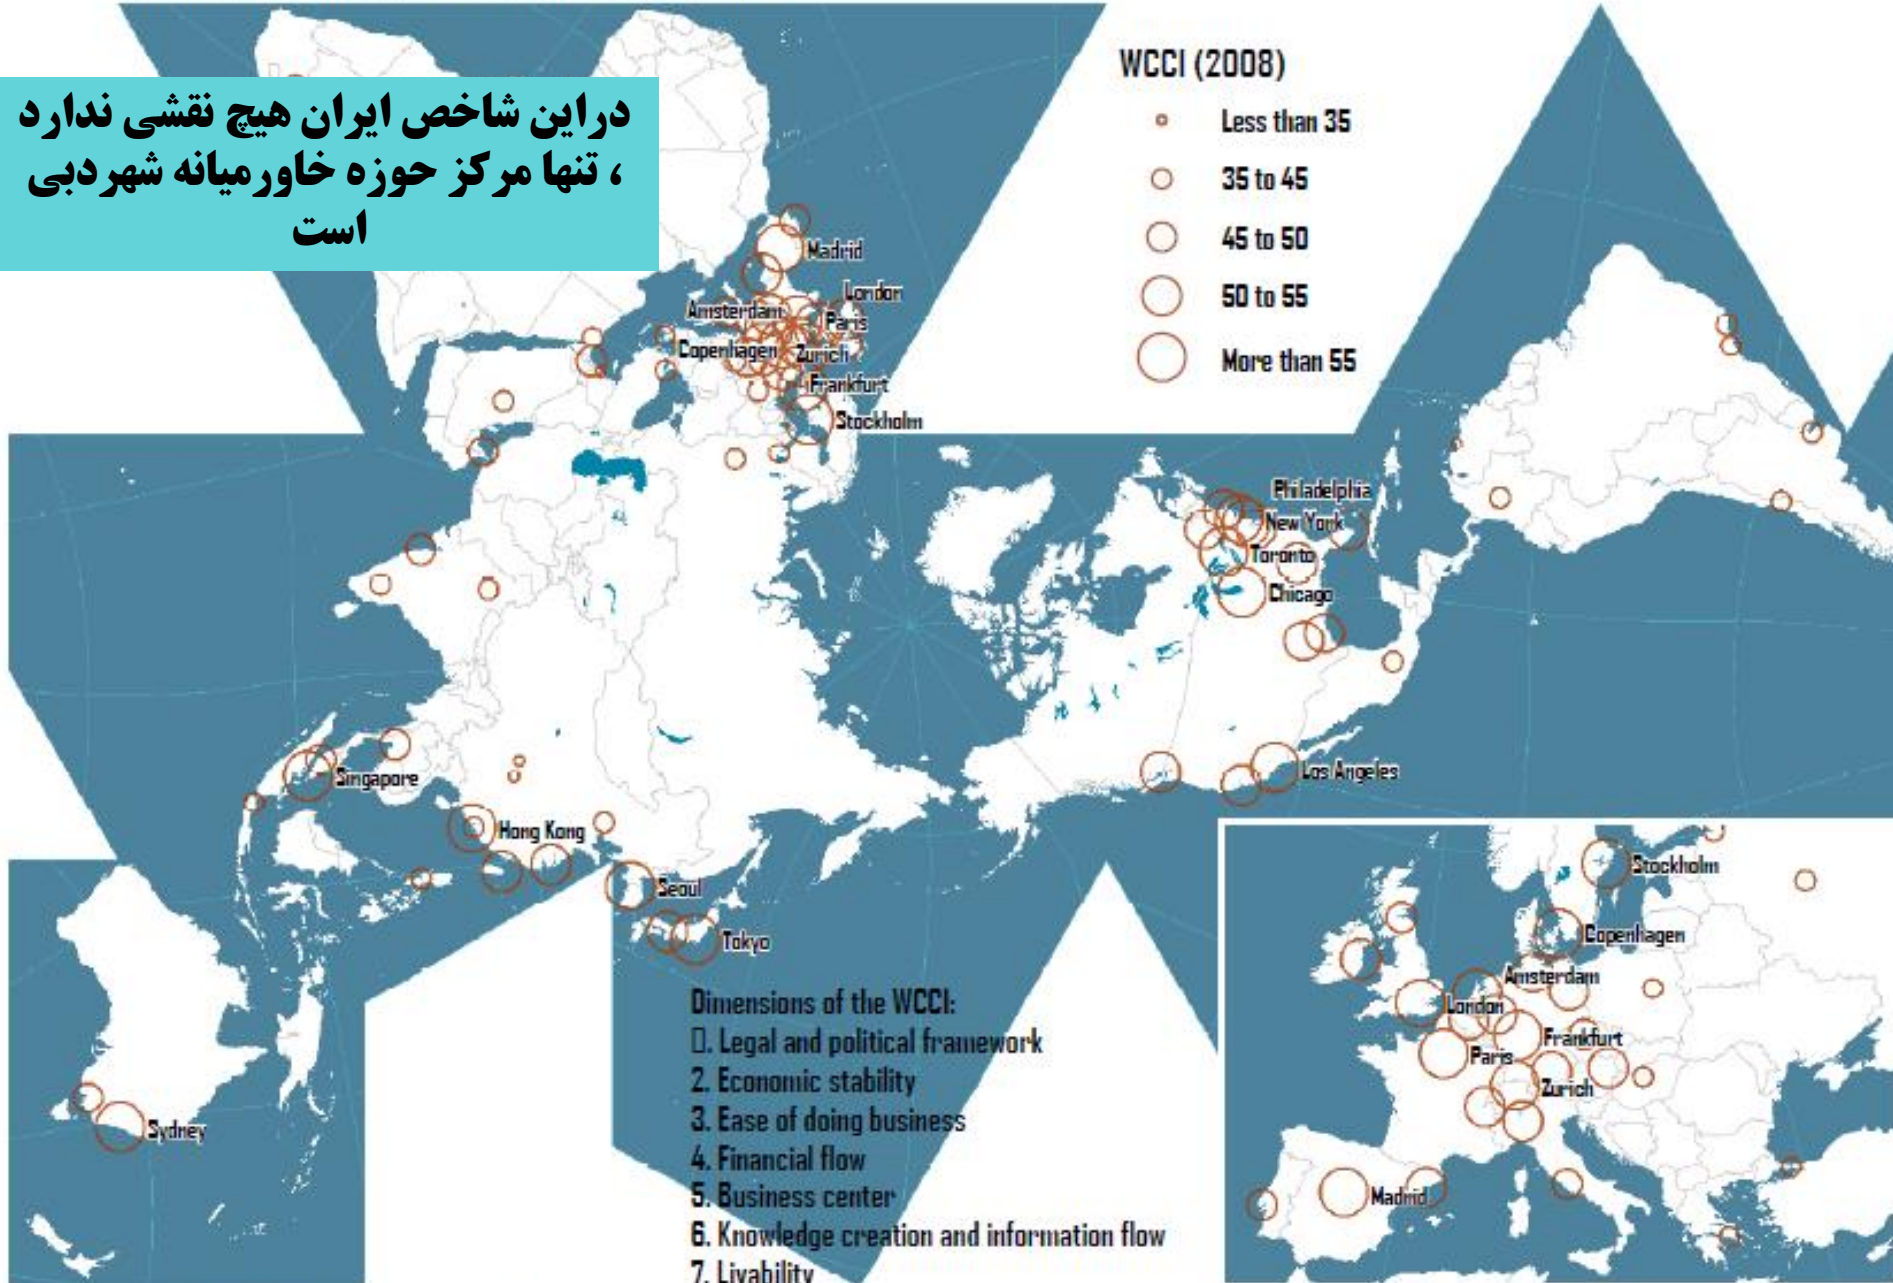 دراین شاخص ایران هیچ نقشی ندارد
، تنها مرکز حوزه خاورمیانه شهردبی
است
WCCI (2008)
Less than 35
35 to 45
45 to 50
50 to 55
More than 55
Madrid
London
Amsterdam
Paris
Copenhagen
Zurich
Frankfurt
Stockholm
Philadelphia
New York
Toronto
Chicago
Los Angeles
Singapore
Hong Kong
Seoul
Tokyo
Sydney
Dimensions of the WCCI:
▯. Legal and political framework
2. Economic stability
3. Ease of doing business
4. Financial flow
5. Business center
6. Knowledge creation and information flow
7. Livability
Stockholm
Copenhagen
Amsterdam
London
Frankfurt
Paris
Zurich
Madrid